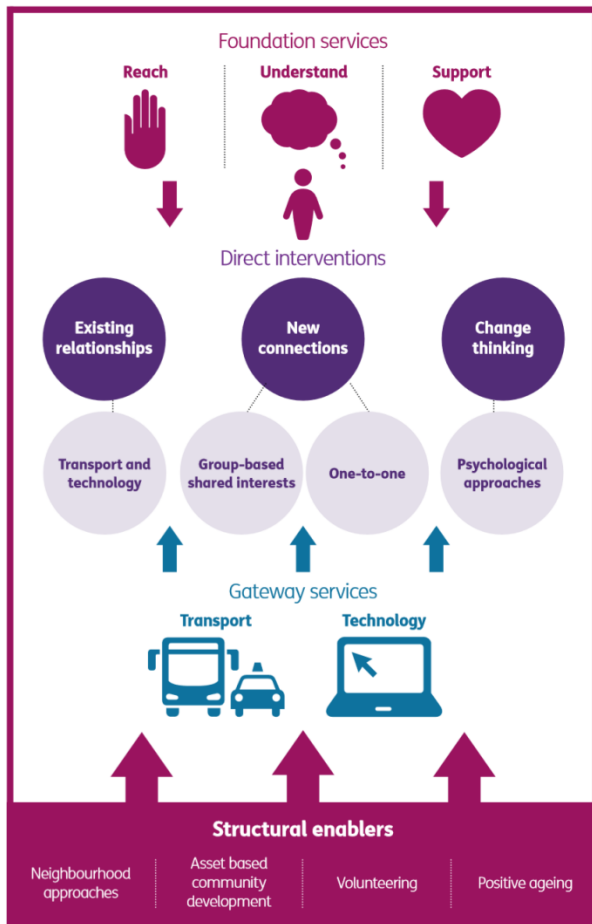 Foundation services
Reach
Understand
Support
Direct interventions
Existing
relationships
New
connections
Change
thinking
Transport and
technology
Group-based
shared interests
One-to-one
Psychological
approaches
Gateway services
Transport
Technology
Structural enablers
Neighbourhood
approaches
Asset based
community
development
Volunteering
Positive ageing